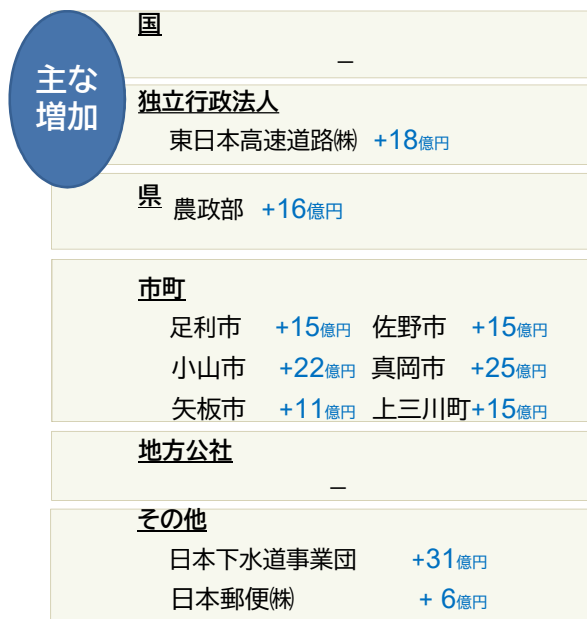 主な
増加
国
－
独立行政法人
東日本高速道路㈱ +18億円
県 農政部 +16億円
市町
足利市 +15億円 佐野市 +15億円
小山市 +22億円 真岡市 +25億円
矢板市 +11億円 上三川町+15億円
地方公社
－
その他
日本下水道事業団 +31億円
日本郵便㈱ + 6億円